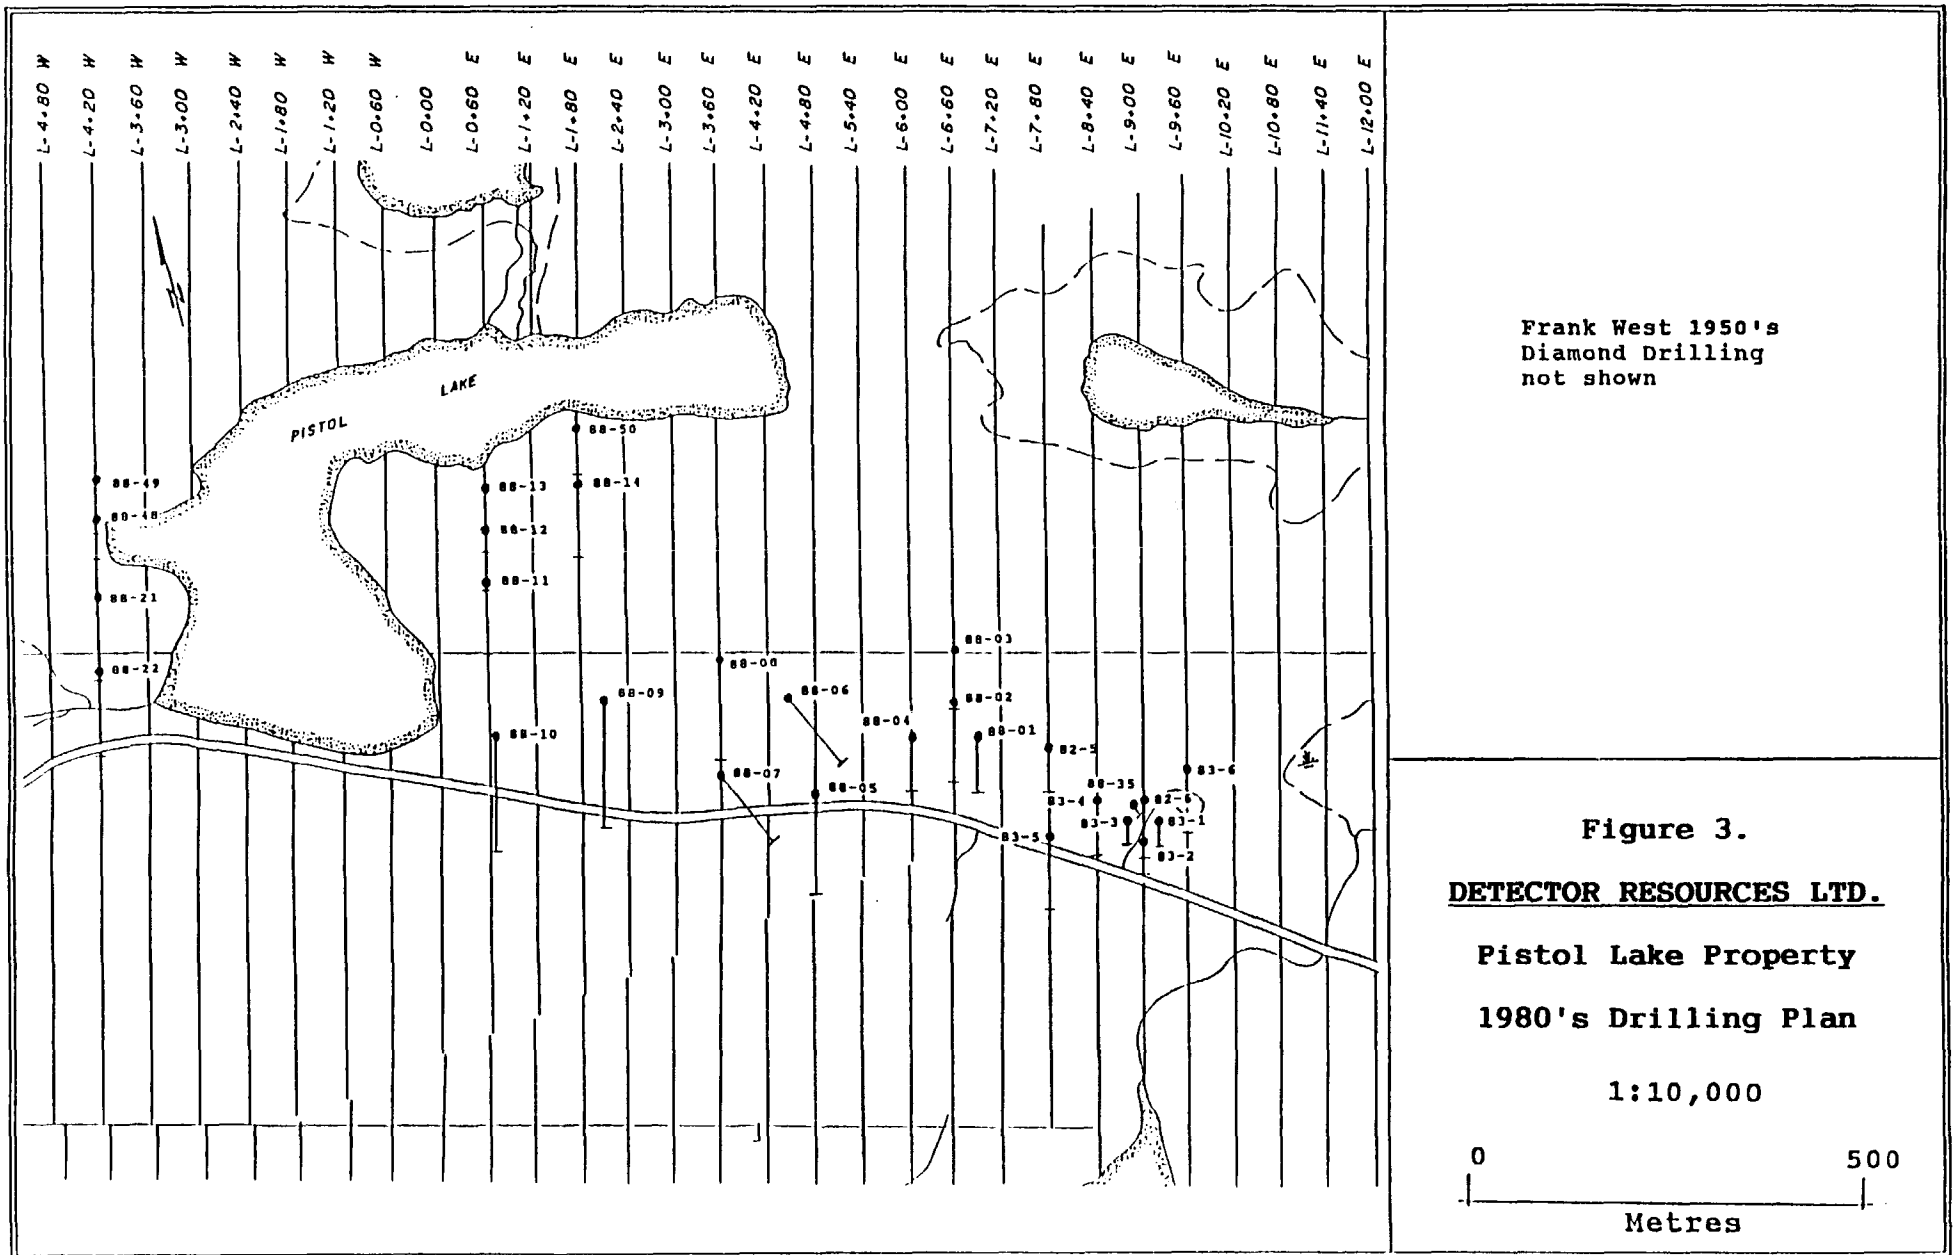 L-4+80 W
L-4+20 W
L-3+60 W
L-3+00 W
L-2+40 W
L-1+80 W
L-1+20 W
L-0+60 W
L-0+00
L-0+60 E
L-1+20 E
L-1+80 E
L-2+40 E
L-3+00 E
L-3+60 E
L-4+20 E
L-4+80 E
L-5+40 E
L-6+00 E
L-6+60 E
L-7+20 E
L-7+80 E
L-8+40 E
L-9+00 E
L-9+60 E
L-10+20 E
L-10+80 E
L-11+40 E
L-12+00 E
N
LAKE
PISTOL
88-50
88-49
88-13
88-14
88-48
88-12
88-11
88-21
88-22
88-03
88-09
88-06
88-02
88-04
88-10
88-01
82-5
88-07
88-05
88-35
83-6
83-4
82-6
83-3
83-1
83-5
83-2
Frank West 1950's
Diamond Drilling
not shown
Figure 3.
DETECTOR RESOURCES LTD.
Pistol Lake Property
1980's Drilling Plan
1:10,000
0 500
Metres